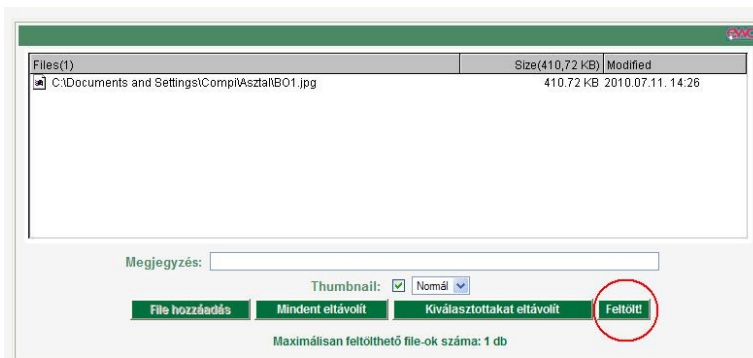 Files(1) Size(410,72 KB) Modified
C:\Documents and Settings\Compi\Asztal\BO1.jpg 410.72 KB 2010.07.11. 14:26
Megjegyzés:
Thumbnail: Normál
File hozzáadás Mindent eltávolít Kiválasztottakat eltávolít Feltölt!
Maximálisan feltölthető file-ok száma: 1 db